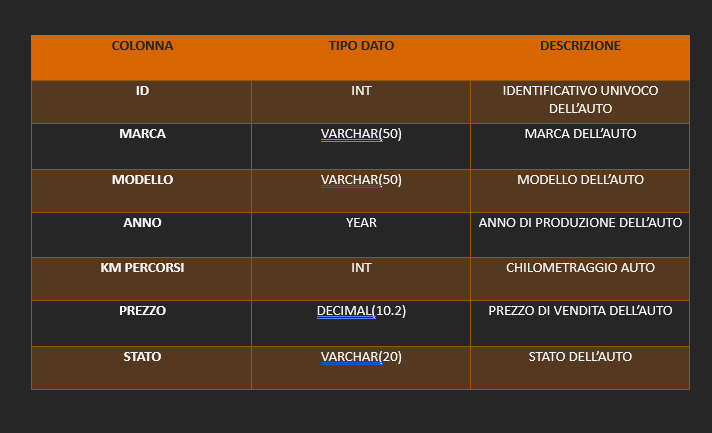 COLONNA TIPO DATO DESCRIZIONE
ID INT IDENTIFICATIVO UNIVOCO
DELL'AUTO
MARCA VARCHAR(50) MARCA DELL'AUTO
MODELLO VARCHAR(50) MODELLO DELL'AUTO
ANNO YEAR ANNO DI PRODUZIONE DELL'AUTO
KM PERCORSI INT CHILOMETRAGGIO AUTO
PREZZO DECIMAL(10.2) PREZZO DI VENDITA DELL'AUTO
STATO VARCHAR(20) STATO DELL'AUTO